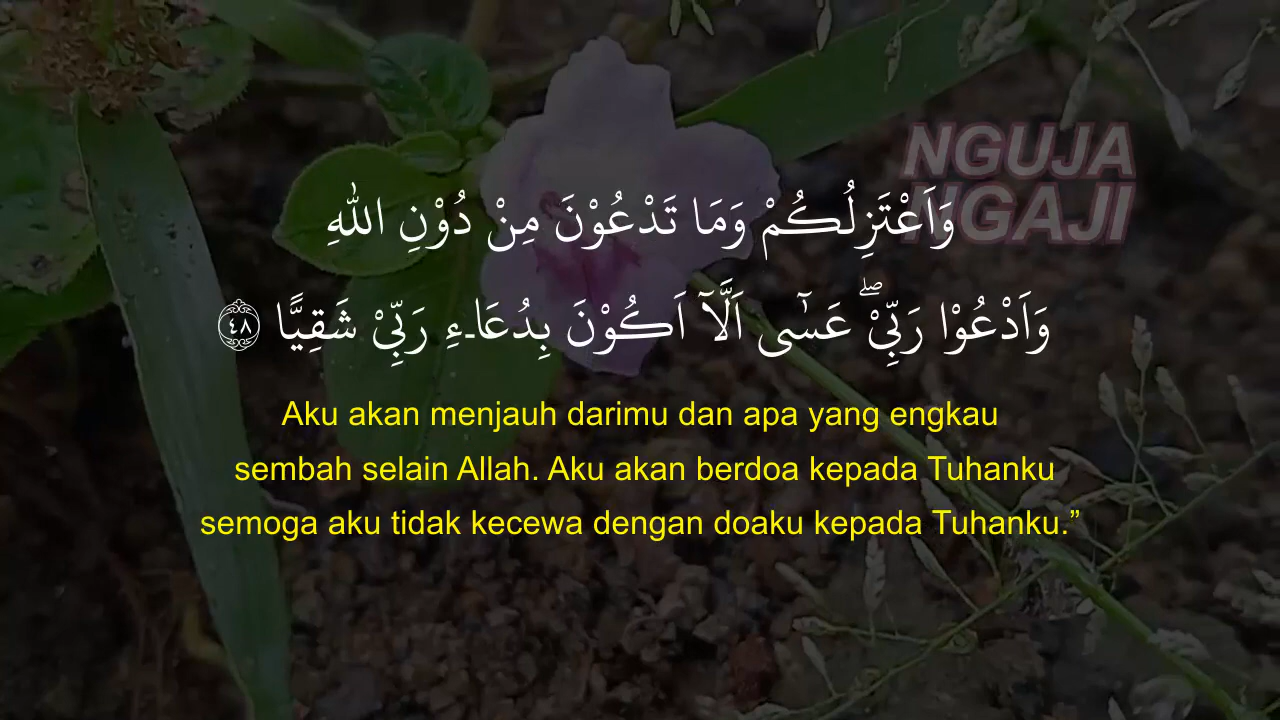 NGUJA
NGAJI
وَاَعْتَزِلُكُمْ وَمَا تَدْعُوْنَ مِنْ دُوْنِ اللّٰهِ
وَاَدْعُوْا رَبِّيْۖ عَسٰٓى اَلَّآ اَكُوْنَ بِدُعَاۤءِ رَبِّيْ شَقِيًّا ٤٨
Aku akan menjauh darimu dan apa yang engkau
sembah selain Allah. Aku akan berdoa kepada Tuhanku
semoga aku tidak kecewa dengan doaku kepada Tuhanku.”